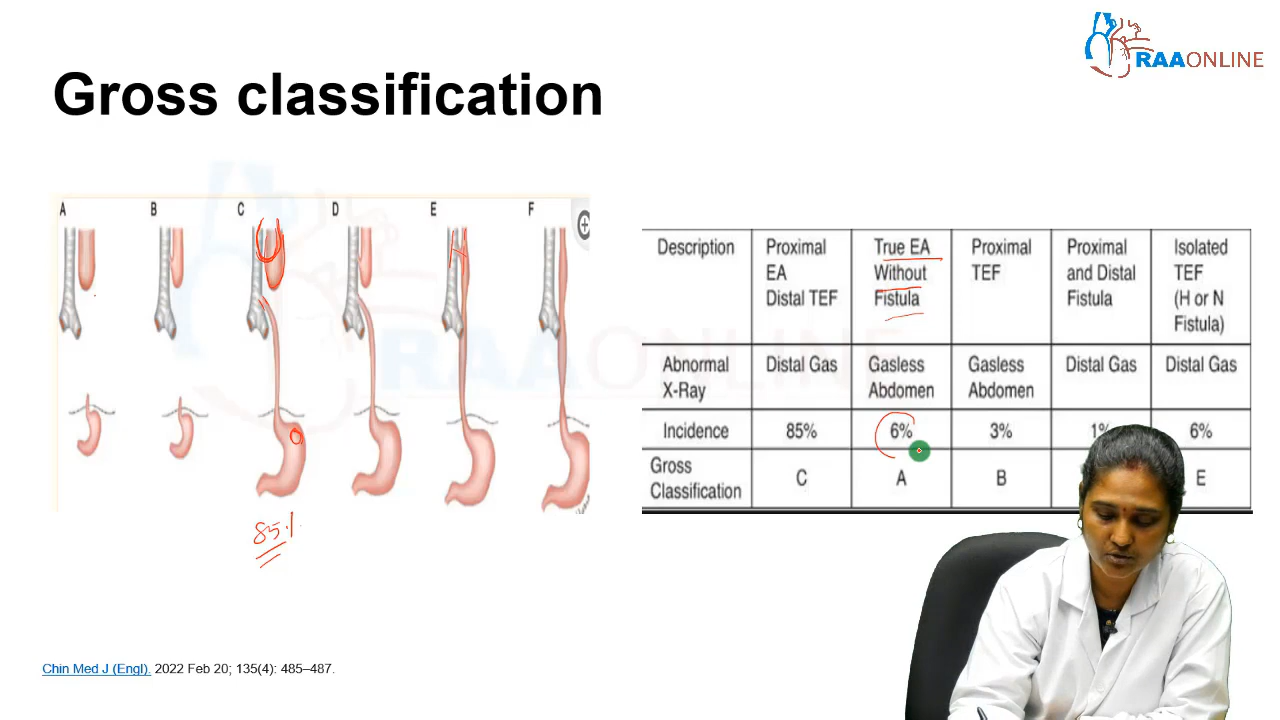 RAAONLINE
Gross classification
A B C D E F
85%
Description Proximal EA Distal TEF True EA Without Fistula Proximal TEF Proximal and Distal Fistula Isolated TEF (H or N Fistula)
Abnormal X-Ray Distal Gas Gasless Abdomen Gasless Abdomen Distal Gas Distal Gas
Incidence 85% 6% 3% 1% 6%
Gross Classification C A B E
RAAONLINE
Chin Med J (Engl). 2022 Feb 20; 135(4): 485–487.